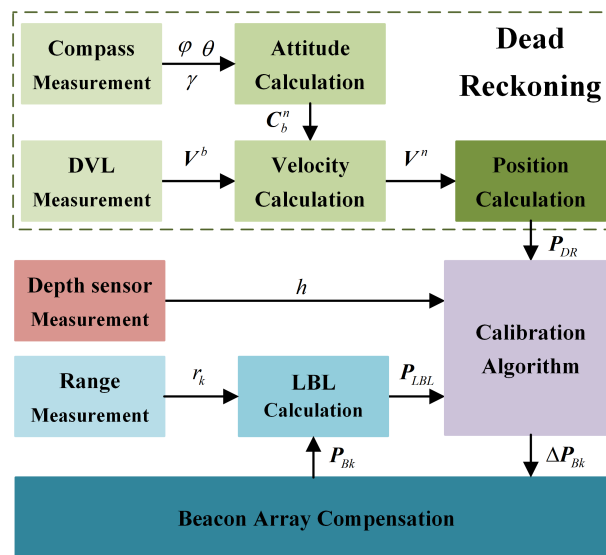 Dead
Reckoning
Compass
Measurement
φ θ
γ
Attitude
Calculation
C_b^n
DVL
Measurement
V^b
Velocity
Calculation
V^n
Position
Calculation
P_DR
Depth sensor
Measurement
h
Calibration
Algorithm
Range
Measurement
r_k
LBL
Calculation
P_LBL
P_Bk
ΔP_Bk
Beacon Array Compensation